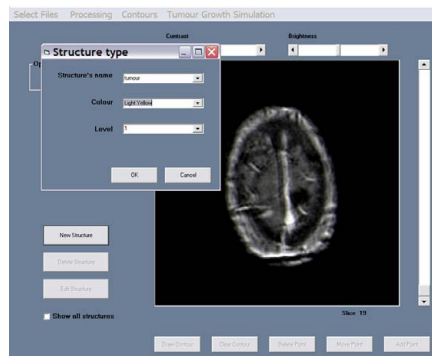 Select Files Processing Contours Tumour Growth Simulation
Contrast Brightness
Structure type
Op
Structure's name tumour
Colour Light Yellow
Level 1
OK Cancel
New Structure
Delete Structure
Edit Structure
Show all structures
Slice 19
Draw Contour Clear Contour Delete Point Move Point Add Point